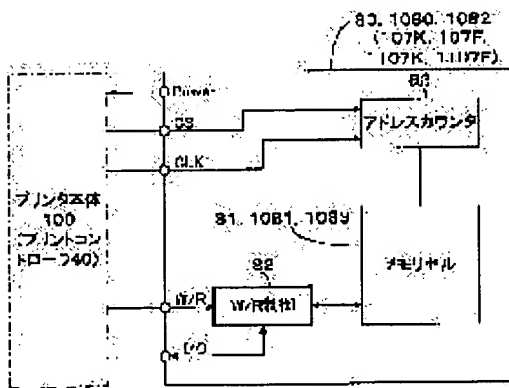 80, 1080, 1082
(107K, 107F,
107K, 1107F)
Power
CS
CLK
アドレスカウンタ
プリンタ本体
100
(プリントコン
トローラ40)
81, 1081, 1089
メモリセル
82
W/R
W/R制御
I/O